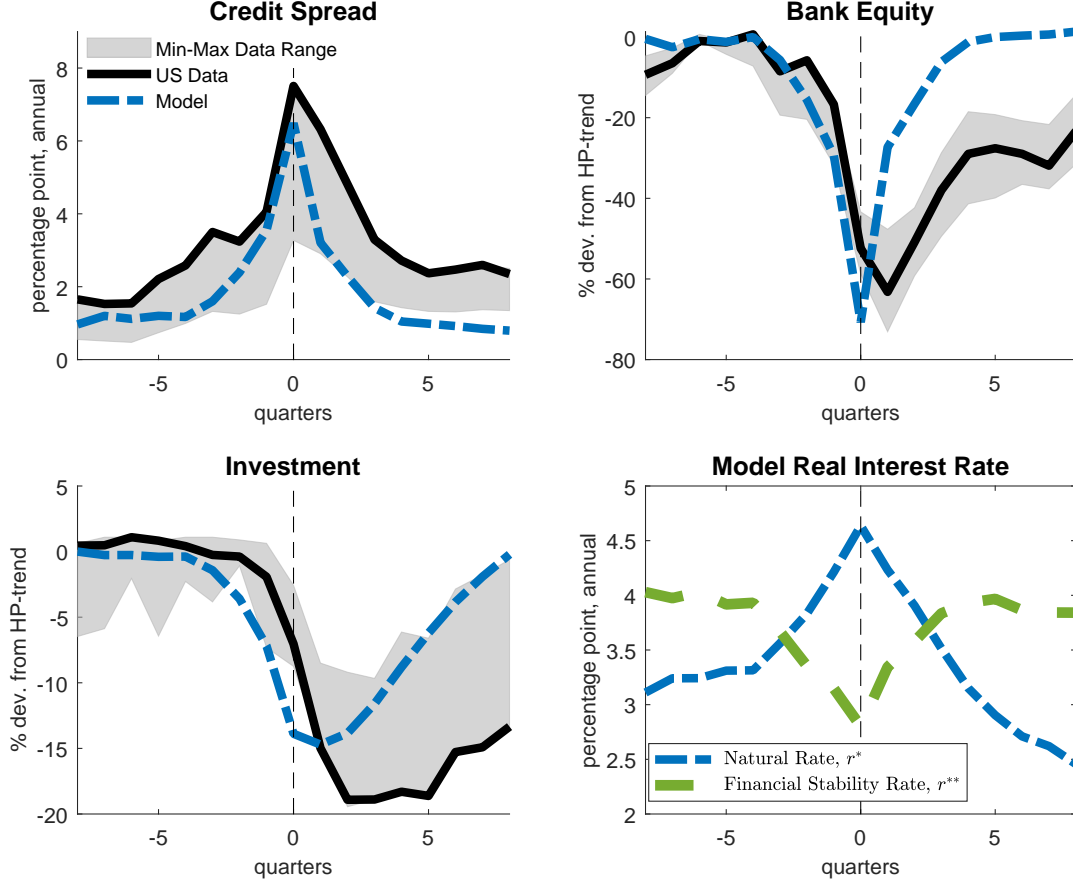 Credit Spread
Min-Max Data Range
US Data
Model
percentage point, annual
8
6
4
2
0
-5
0
5
quarters
Bank Equity
% dev. from HP-trend
0
-20
-40
-60
-80
-5
0
5
quarters
Investment
% dev. from HP-trend
5
0
-5
-10
-15
-20
-5
0
5
quarters
Model Real Interest Rate
percentage point, annual
5
4.5
4
3.5
3
2.5
2
Natural Rate, r*
Financial Stability Rate, r**
-5
0
5
quarters